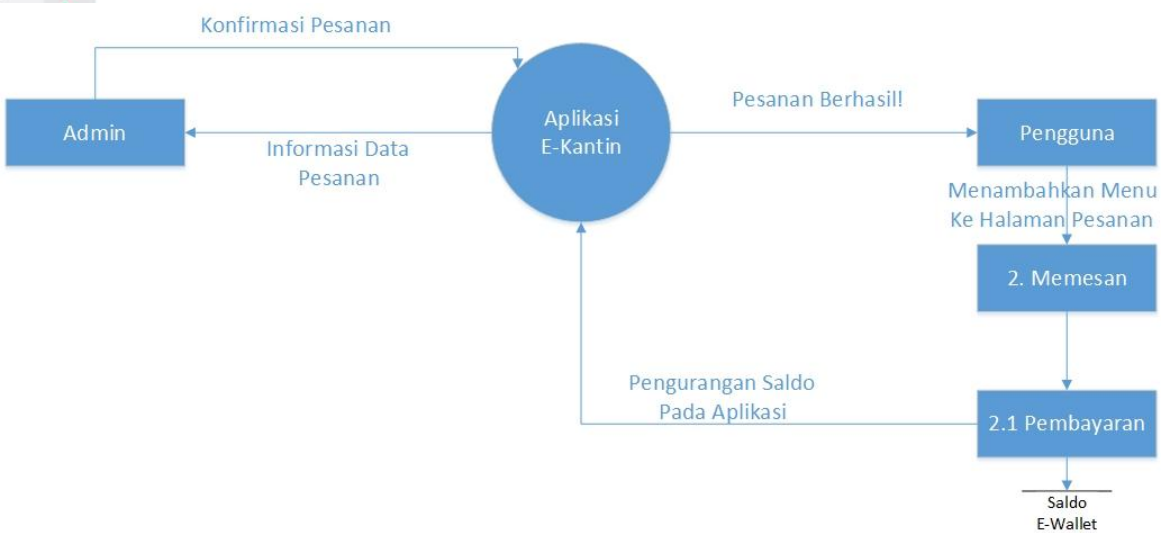 Konfirmasi Pesanan
Admin
Informasi Data
Pesanan
Aplikasi
E-Kantin
Pesanan Berhasil!
Pengguna
Menambahkan Menu
Ke Halaman Pesanan
2. Memesan
Pengurangan Saldo
Pada Aplikasi
2.1 Pembayaran
Saldo
E-Wallet